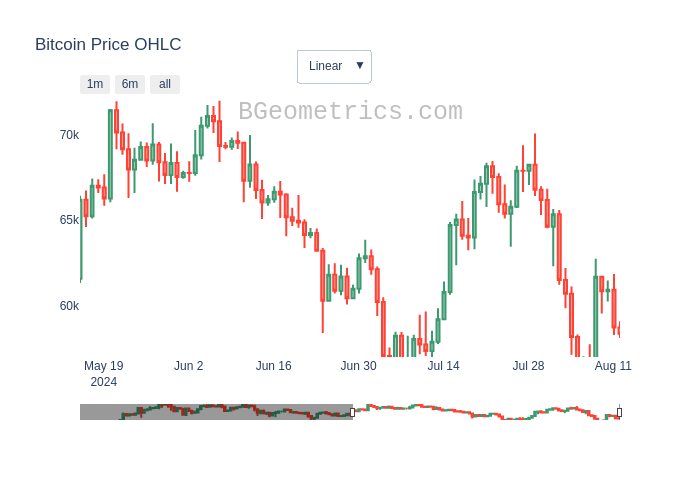 Bitcoin Price OHLC
Linear ▼
1m 6m all
BGeometrics.com
70k
65k
60k
May 19 Jun 2 Jun 16 Jun 30 Jul 14 Jul 28 Aug 11
2024